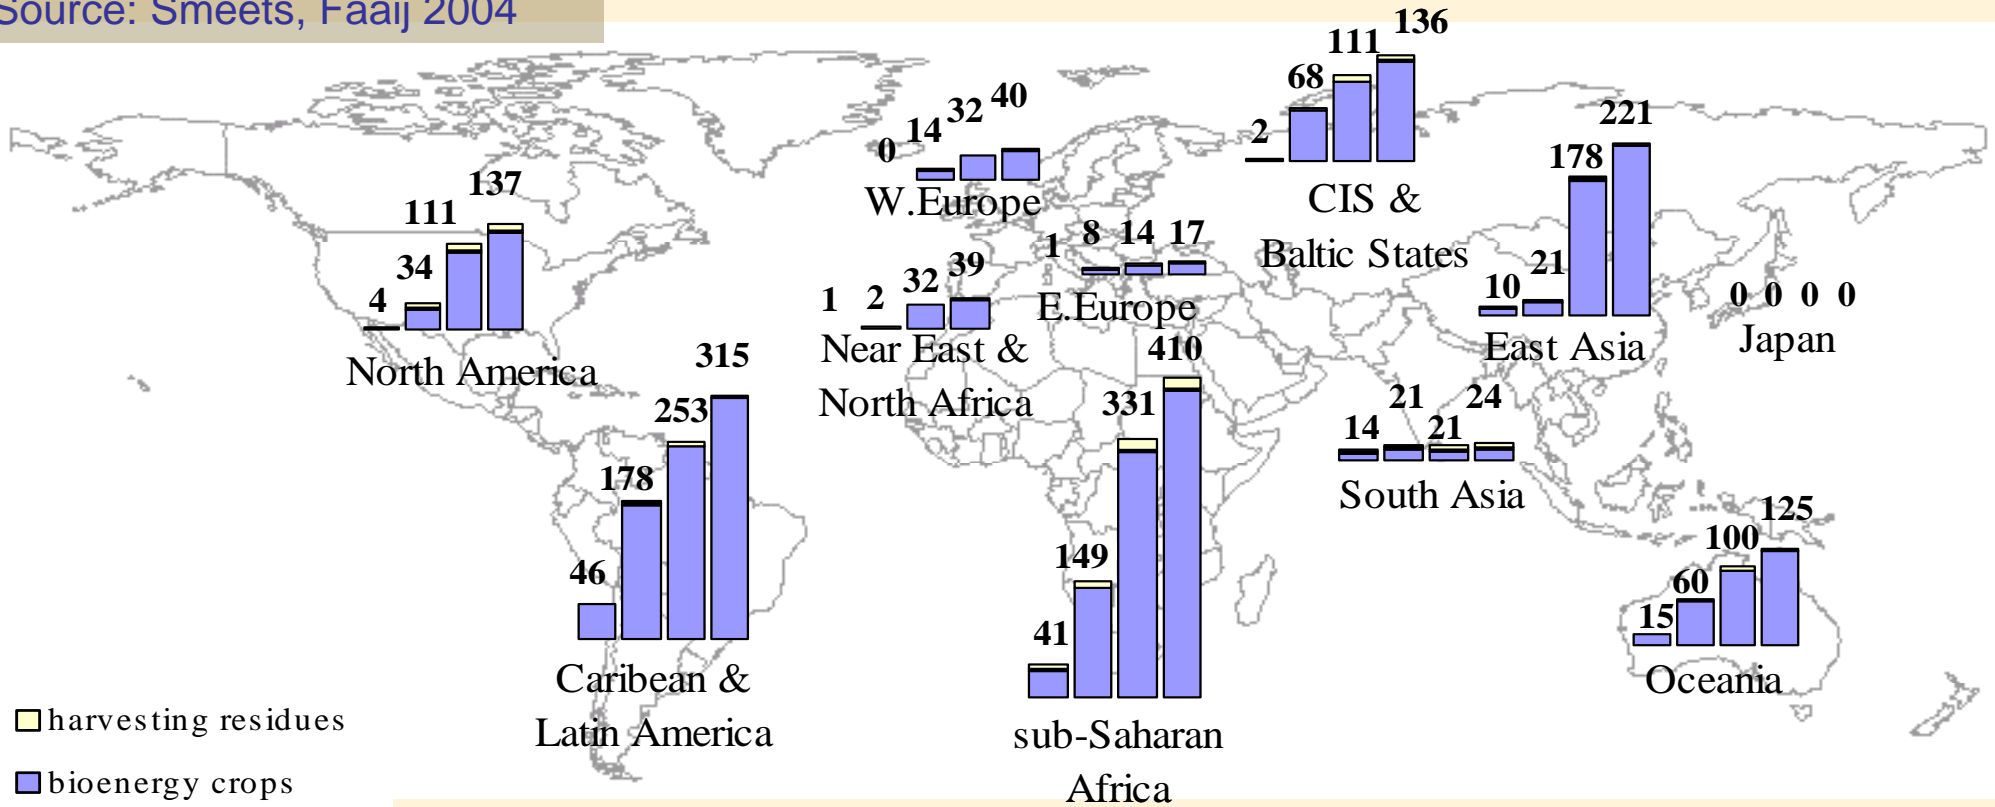 Source: Smeets, Faaij 2004
136
111
68
2
CIS &
Baltic States
40
32
14
0
W.Europe
221
178
21
10
East Asia
137
111
34
4
North America
1 8 14 17
E.Europe
39
32
2
1
Near East &
North Africa
0 0 0 0
Japan
315
253
178
46
Caribean &
Latin America
410
331
149
41
sub-Saharan
Africa
14 21 21 24
South Asia
125
100
60
15
Oceania
harvesting residues
bioenergy crops